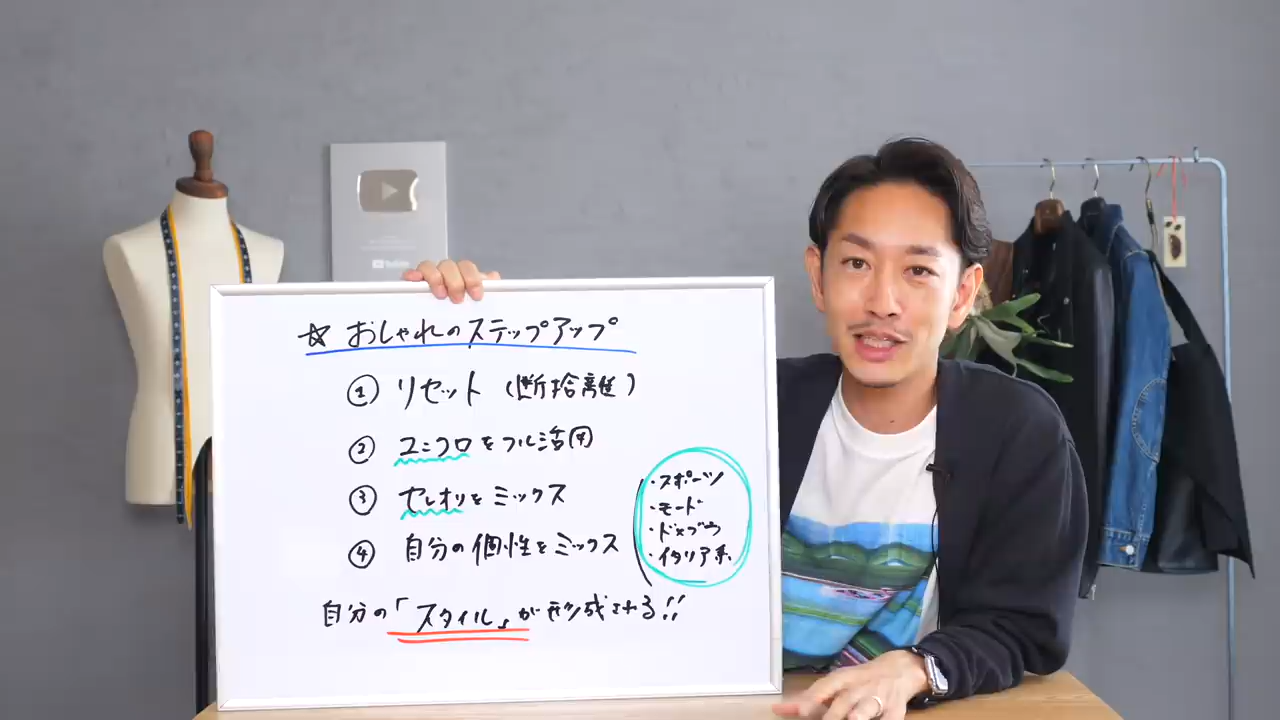 ☆ おしゃれのステップアップ
① リセット (断捨離)
② ユニクロをフル活用
③ セレオリをミックス
④ 自分の個性をミックス
・スポーツ
・モード
・ドメブラ
・イタリア系
自分の「スタイル」が形成される!!